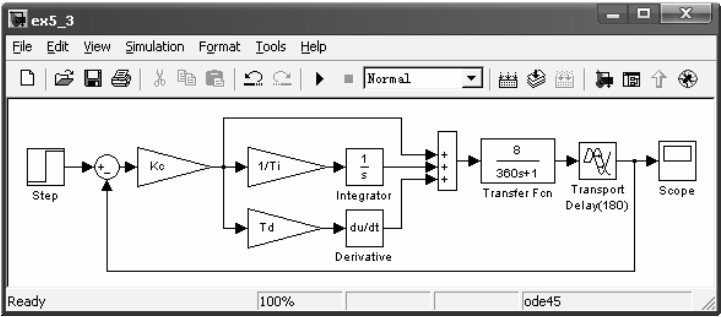 ex5_3
File Edit View Simulation Format Tools Help
Normal
Step
+
-
Kc
1/Ti
1
s
Integrator
Td
du/dt
Derivative
+
+
+
8
360s+1
Transfer Fcn
Transport
Delay(180)
Scope
Ready 100% ode45